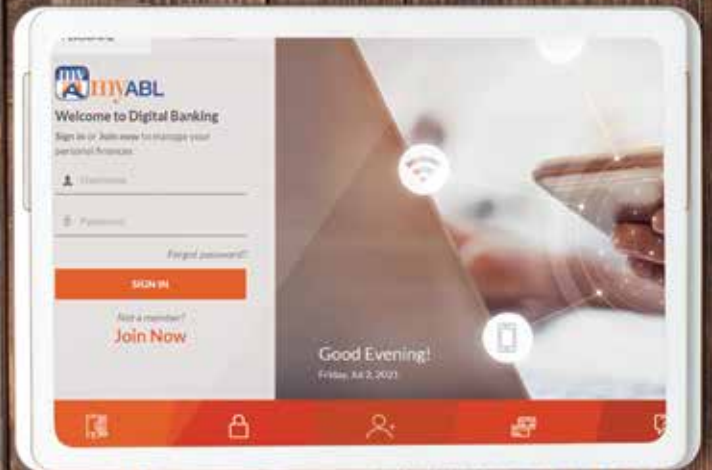 my
myABL
Welcome to Digital Banking
Sign in or Join now to manage your
personal finances
Username
Password
Forgot password?
SIGN IN
Not a member?
Join Now
Good Evening!
Friday, Jul 2, 2021